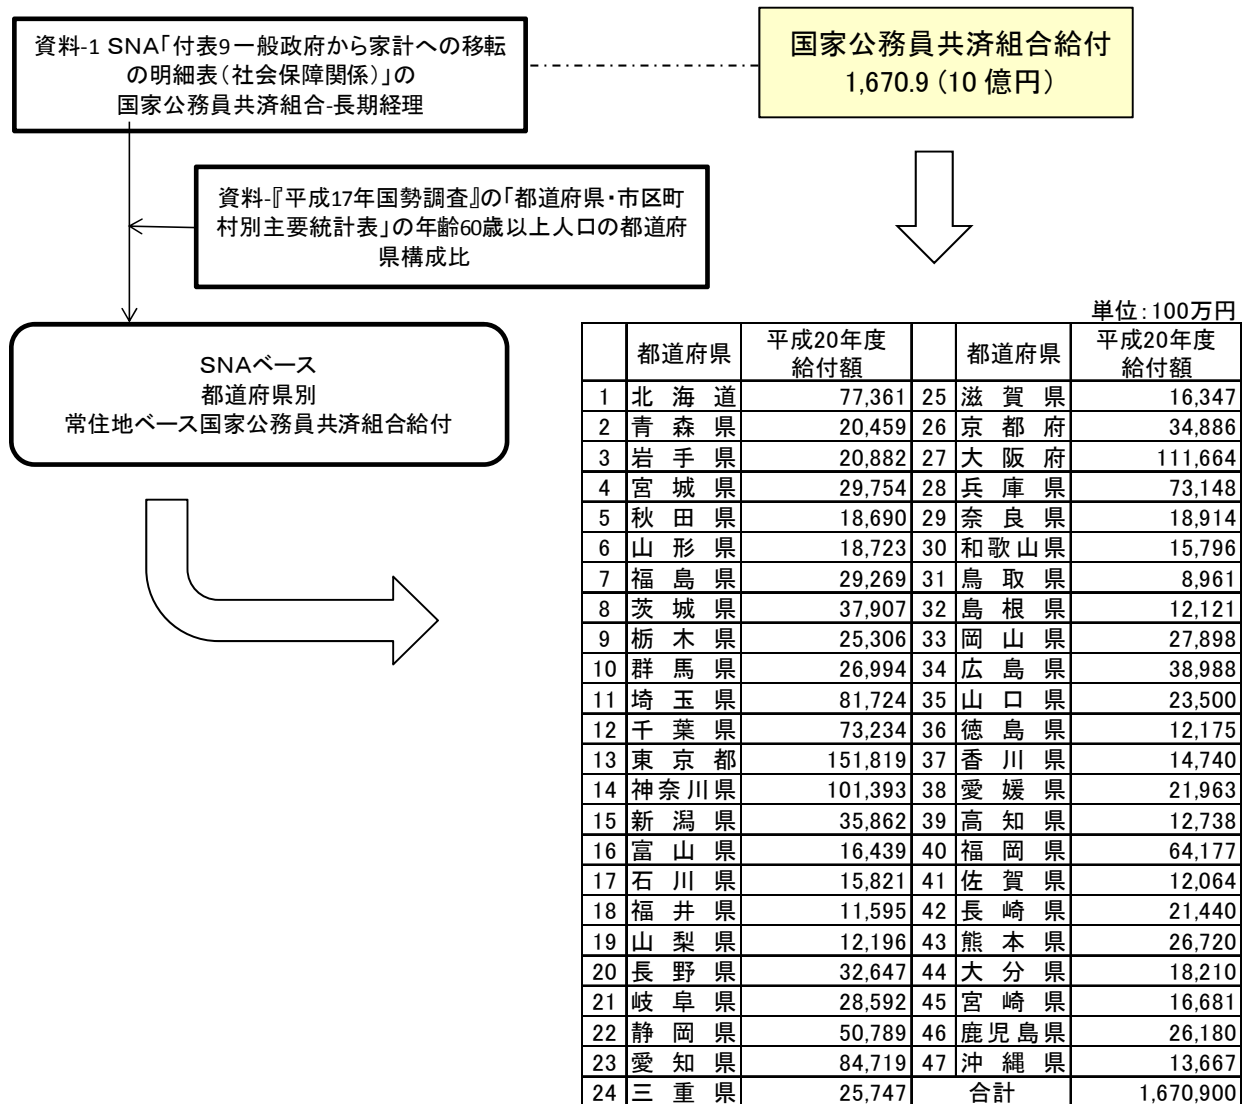 資料-1 SNA「付表9一般政府から家計への移転
の明細表(社会保障関係)」の
国家公務員共済組合-長期経理
国家公務員共済組合給付
1,670.9(10 億円)
資料-『平成17年国勢調査』の「都道府県・市区町
村別主要統計表」の年齢60歳以上人口の都道府
県構成比
SNAベース
都道府県別
常住地ベース国家公務員共済組合給付
単位:100万円
都道府県 平成20年度 都道府県 平成20年度
給付額 給付額
1 北海道 77,361 25 滋賀県 16,347
2 青森県 20,459 26 京都府 34,886
3 岩手県 20,882 27 大阪府 111,664
4 宮城県 29,754 28 兵庫県 73,148
5 秋田県 18,690 29 奈良県 18,914
6 山形県 18,723 30 和歌山県 15,796
7 福島県 29,269 31 鳥取県 8,961
8 茨城県 37,907 32 島根県 12,121
9 栃木県 25,306 33 岡山県 27,898
10 群馬県 26,994 34 広島県 38,988
11 埼玉県 81,724 35 山口県 23,500
12 千葉県 73,234 36 徳島県 12,175
13 東京都 151,819 37 香川県 14,740
14 神奈川県 101,393 38 愛媛県 21,963
15 新潟県 35,862 39 高知県 12,738
16 富山県 16,439 40 福岡県 64,177
17 石川県 15,821 41 佐賀県 12,064
18 福井県 11,595 42 長崎県 21,440
19 山梨県 12,196 43 熊本県 26,720
20 長野県 32,647 44 大分県 18,210
21 岐阜県 28,592 45 宮崎県 16,681
22 静岡県 50,789 46 鹿児島県 26,180
23 愛知県 84,719 47 沖縄県 13,667
24 三重県 25,747 合計 1,670,900